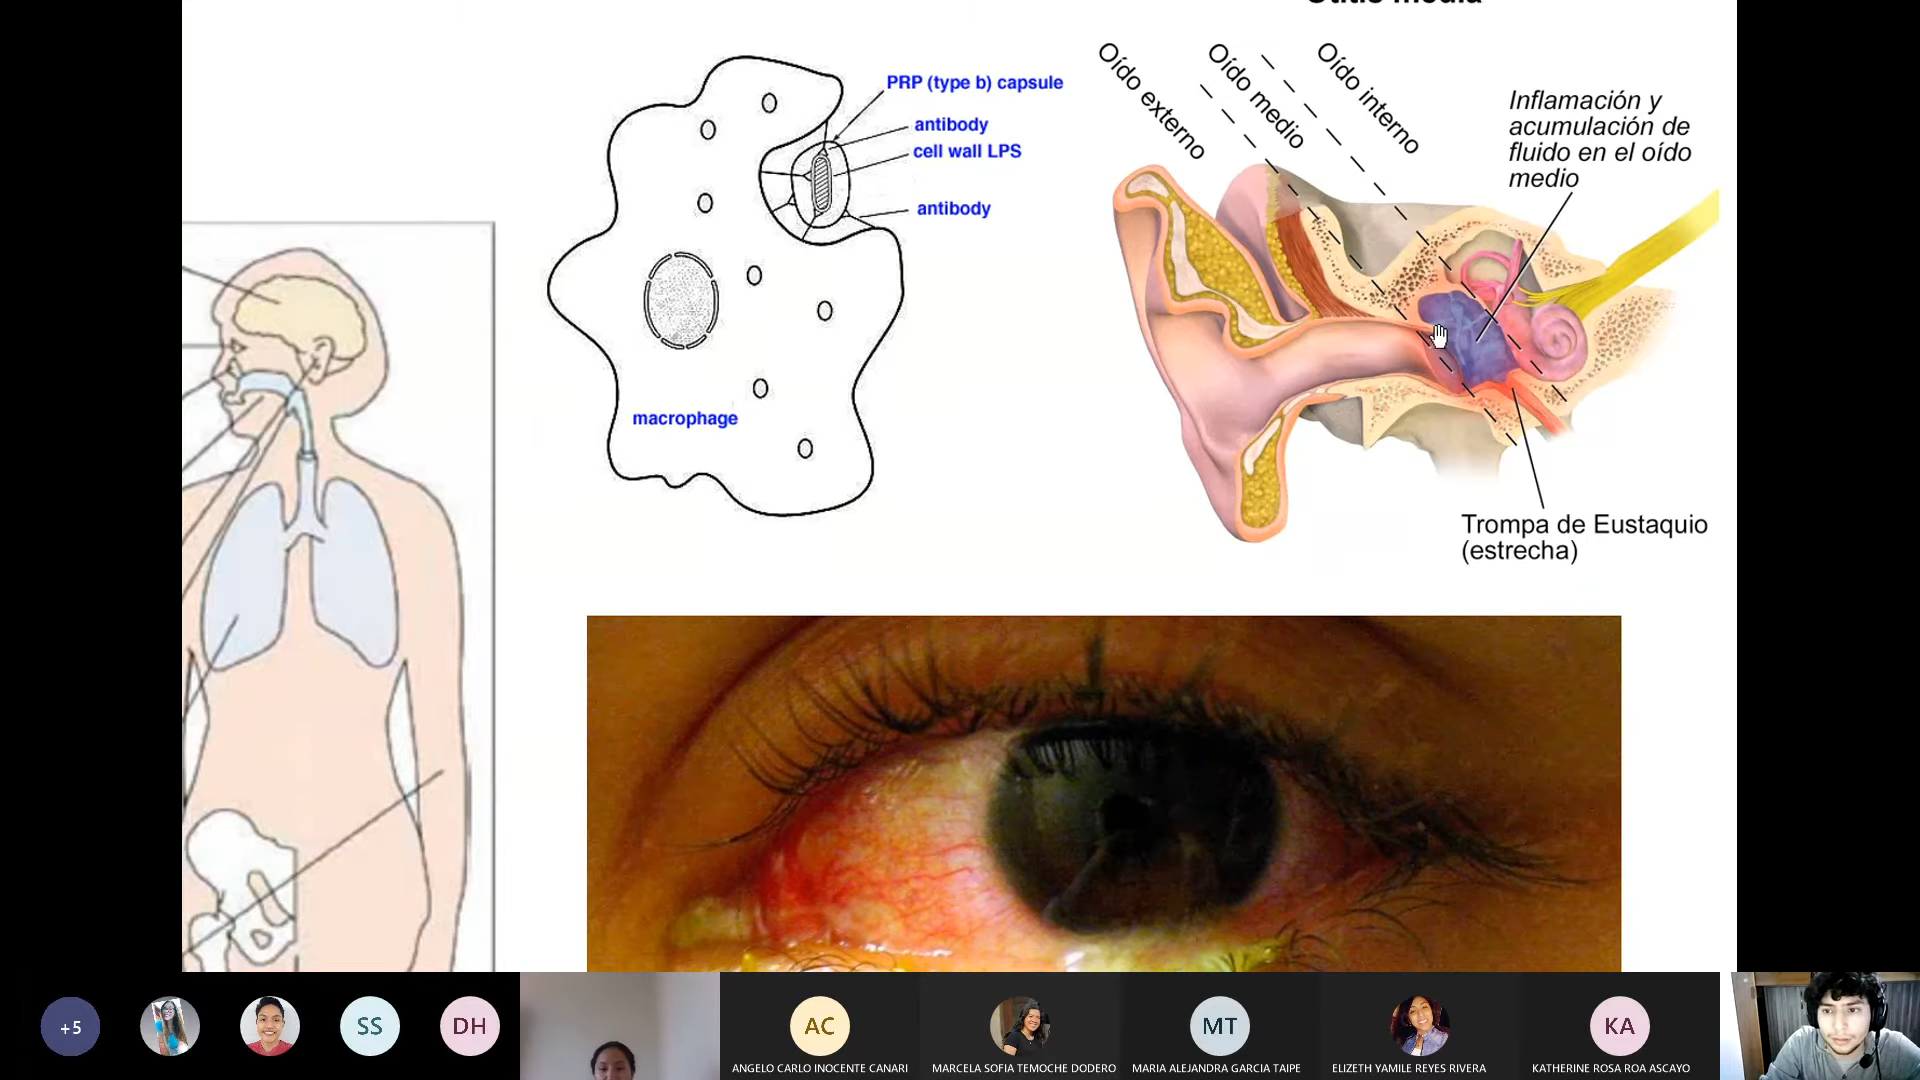 Otitis media
PRP (type b) capsule
antibody
cell wall LPS
antibody
macrophage
Oído externo
Oído medio
Oído interno
Inflamación y
acumulación de
fluido en el oído
medio
Trompa de Eustaquio
(estrecha)
+5
SS
DH
AC
ANGELO CARLO INOCENTE CANARI
MARCELA SOFIA TEMOCHE DODERO
MT
MARIA ALEJANDRA GARCIA TAIPE
ELIZETH YAMILE REYES RIVERA
KA
KATHERINE ROSA ROA ASCAYO